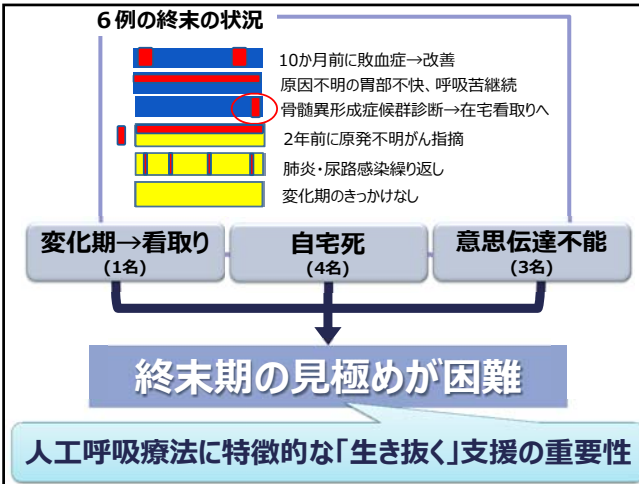 6例の終末の状況
10か月前に敗血症→改善
原因不明の胃部不快、呼吸苦継続
骨髄異形成症候群診断→在宅看取りへ
2年前に原発不明がん指摘
肺炎・尿路感染繰り返し
変化期のきっかけなし
変化期→看取り
(1名)
自宅死
(4名)
意思伝達不能
(3名)
終末期の見極めが困難
人工呼吸療法に特徴的な「生き抜く」支援の重要性